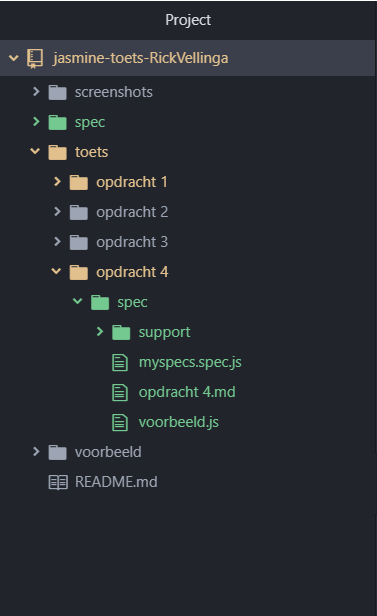 Project
jasmine-toets-RickVellinga
screenshots
spec
toets
opdracht 1
opdracht 2
opdracht 3
opdracht 4
spec
support
myspecs.spec.js
opdracht 4.md
voorbeeld.js
voorbeeld
README.md